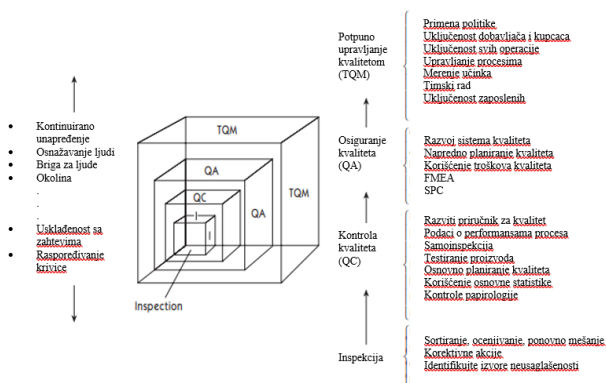 Kontinuirano
unapređenje
Osnažavanje ljudi
Briga za ljude
Okolina
.
.
.
Usklađenost sa
zahtevima
Raspoređivanje
krivice
TQM
QA
QC
I
I
QA
TQM
Inspection
Potpuno
upravljanje
kvalitetom
(TQM)
Primena politike
Uključenost dobavljača i kupcaca
Uključenost svih operacije
Upravljanje procesima
Merenje učinka
Timski rad
Uključenost zaposlenih
Osiguranje
kvaliteta
(QA)
Razvoj sistema kvaliteta
Napredno planiranje kvaliteta
Korišćenje troškova kvaliteta
FMEA
SPC
Kontrola
kvaliteta
(QC)
Razviti priručnik za kvalitet
Podaci o performansama procesa
Samoinspekcija
Testiranje proizvoda
Osnovno planiranje kvaliteta
Korišćenje osnovne statistike
Kontrole papirologije
Inspekcija
Sortiranje, oceniivanje, ponovno mešanje
Korektivne akcije
Identifikujte izvore neusaglašenosti